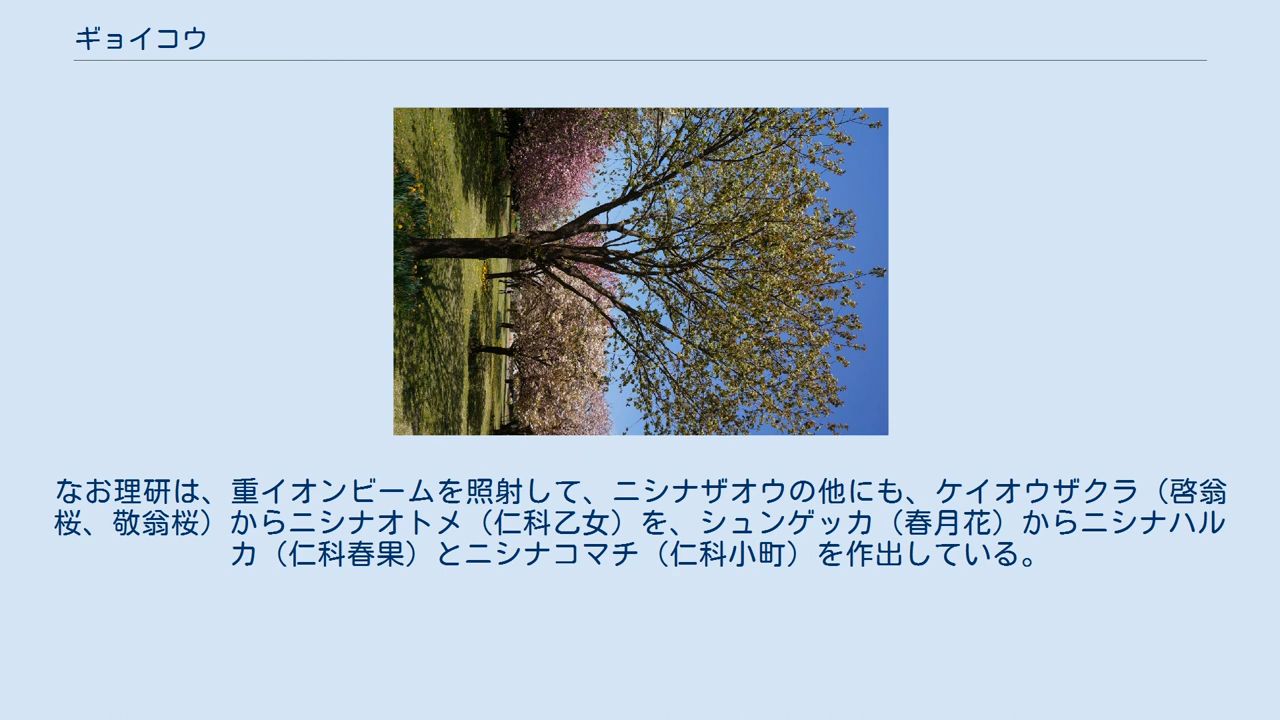 ギョイコウ
なお理研は、重イオンビームを照射して、ニシナザオウの他にも、ケイオウザクラ（啓翁
桜、敬翁桜）からニシナオトメ（仁科乙女）を、シュンゲッカ（春月花）からニシナハル
カ（仁科春果）とニシナコマチ（仁科小町）を作出している。